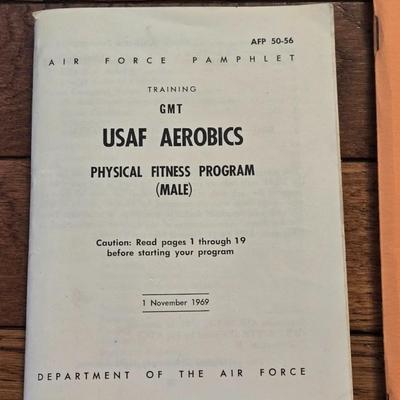 AFP 50-56
AIR FORCE PAMPHLET
TRAINING
GMT
USAF AEROBICS
PHYSICAL FITNESS PROGRAM
(MALE)
Caution: Read pages 1 through 19
before starting your program
1 November 1969
DEPARTMENT OF THE AIR FORCE